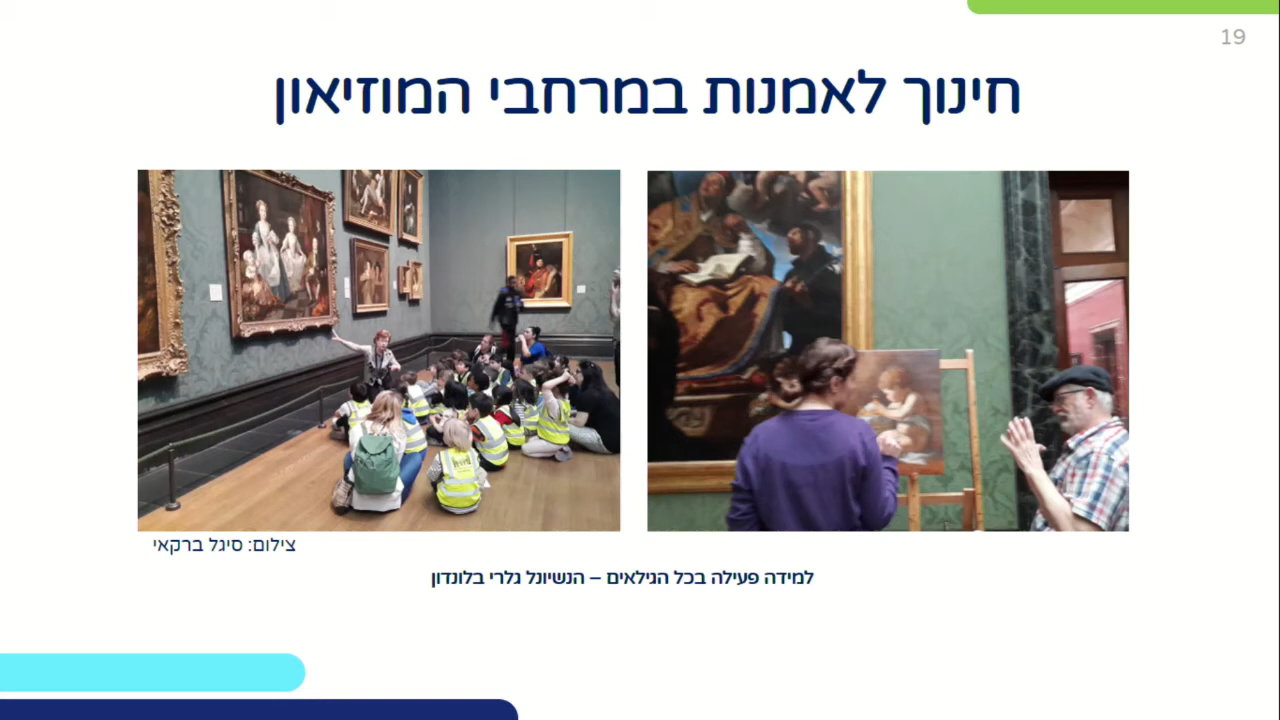 19
חינוך לאמנות במרחבי המוזיאון
צילום: סיגל ברקאי
למידה פעילה בכל הגילאים – הנשיונל גלרי בלונדון